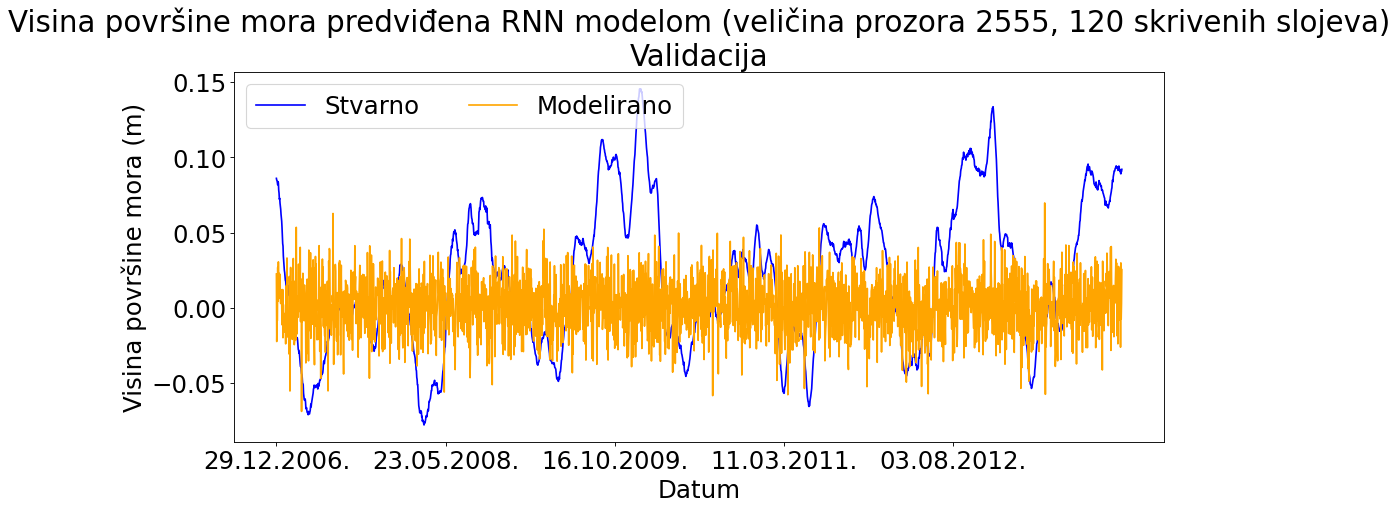 Visina površine mora predviđena RNN modelom (veličina prozora 2555, 120 skrivenih slojeva)
Validacija
Stvarno
Modelirano
Visina površine mora (m)
0.15
0.10
0.05
0.00
−0.05
29.12.2006.
23.05.2008.
16.10.2009.
11.03.2011.
03.08.2012.
Datum